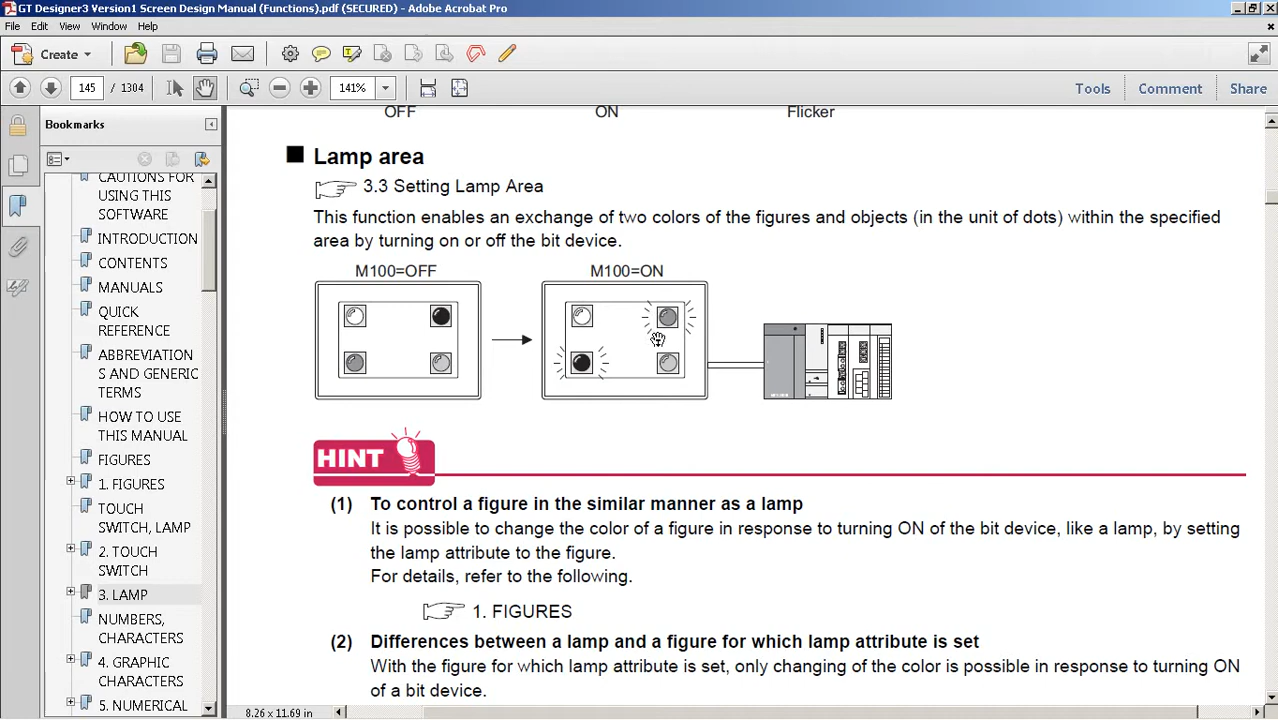 GT Designer3 Version1 Screen Design Manual (Functions).pdf (SECURED) - Adobe Acrobat Pro
File Edit View Window Help
Create
145 / 1304 141% Tools Comment Share
Bookmarks
CAUTIONS FOR
USING THIS
SOFTWARE
INTRODUCTION
CONTENTS
MANUALS
QUICK
REFERENCE
ABBREVIATION
S AND GENERIC
TERMS
HOW TO USE
THIS MANUAL
FIGURES
1. FIGURES
TOUCH
SWITCH, LAMP
2. TOUCH
SWITCH
3. LAMP
NUMBERS,
CHARACTERS
4. GRAPHIC
CHARACTERS
5. NUMERICAL
OFF ON Flicker
Lamp area
3.3 Setting Lamp Area
This function enables an exchange of two colors of the figures and objects (in the unit of dots) within the specified
area by turning on or off the bit device.
M100=OFF M100=ON
HINT
(1) To control a figure in the similar manner as a lamp
It is possible to change the color of a figure in response to turning ON of the bit device, like a lamp, by setting
the lamp attribute to the figure.
For details, refer to the following.
1. FIGURES
(2) Differences between a lamp and a figure for which lamp attribute is set
With the figure for which lamp attribute is set, only changing of the color is possible in response to turning ON
of a bit device.
8.26 x 11.69 in